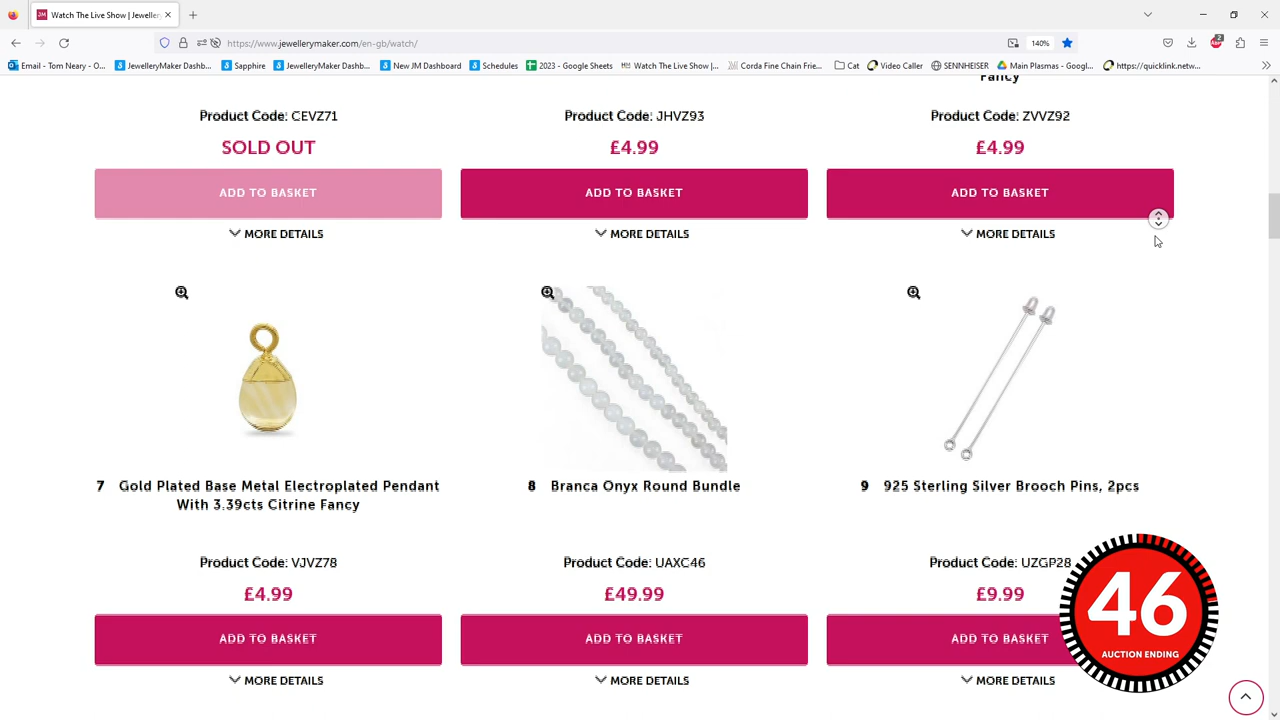 Watch The Live Show | Jeweller
https://www.jewellerymaker.com/en-gb/watch/
140%
2
Email - Tom Neary - O...
JewelleryMaker Dashb...
Sapphire
JewelleryMaker Dashb...
New JM Dashboard
Schedules
2023 - Google Sheets
Watch The Live Show |...
Corda Fine Chain Frie...
Cat
Video Caller
SENNHEISER
Main Plasmas - Googl...
https://quicklink.netw...
Fancy
Product Code: CEVZ71
Product Code: JHVZ93
Product Code: ZVVZ92
SOLD OUT
£4.99
£4.99
ADD TO BASKET
ADD TO BASKET
ADD TO BASKET
MORE DETAILS
MORE DETAILS
MORE DETAILS
7 Gold Plated Base Metal Electroplated Pendant
With 3.39cts Citrine Fancy
8 Branca Onyx Round Bundle
9 925 Sterling Silver Brooch Pins, 2pcs
Product Code: VJVZ78
Product Code: UAXC46
Product Code: UZGP28
£4.99
£49.99
£9.99
ADD TO BASKET
ADD TO BASKET
ADD TO BASKET
MORE DETAILS
MORE DETAILS
MORE DETAILS
46
AUCTION ENDING